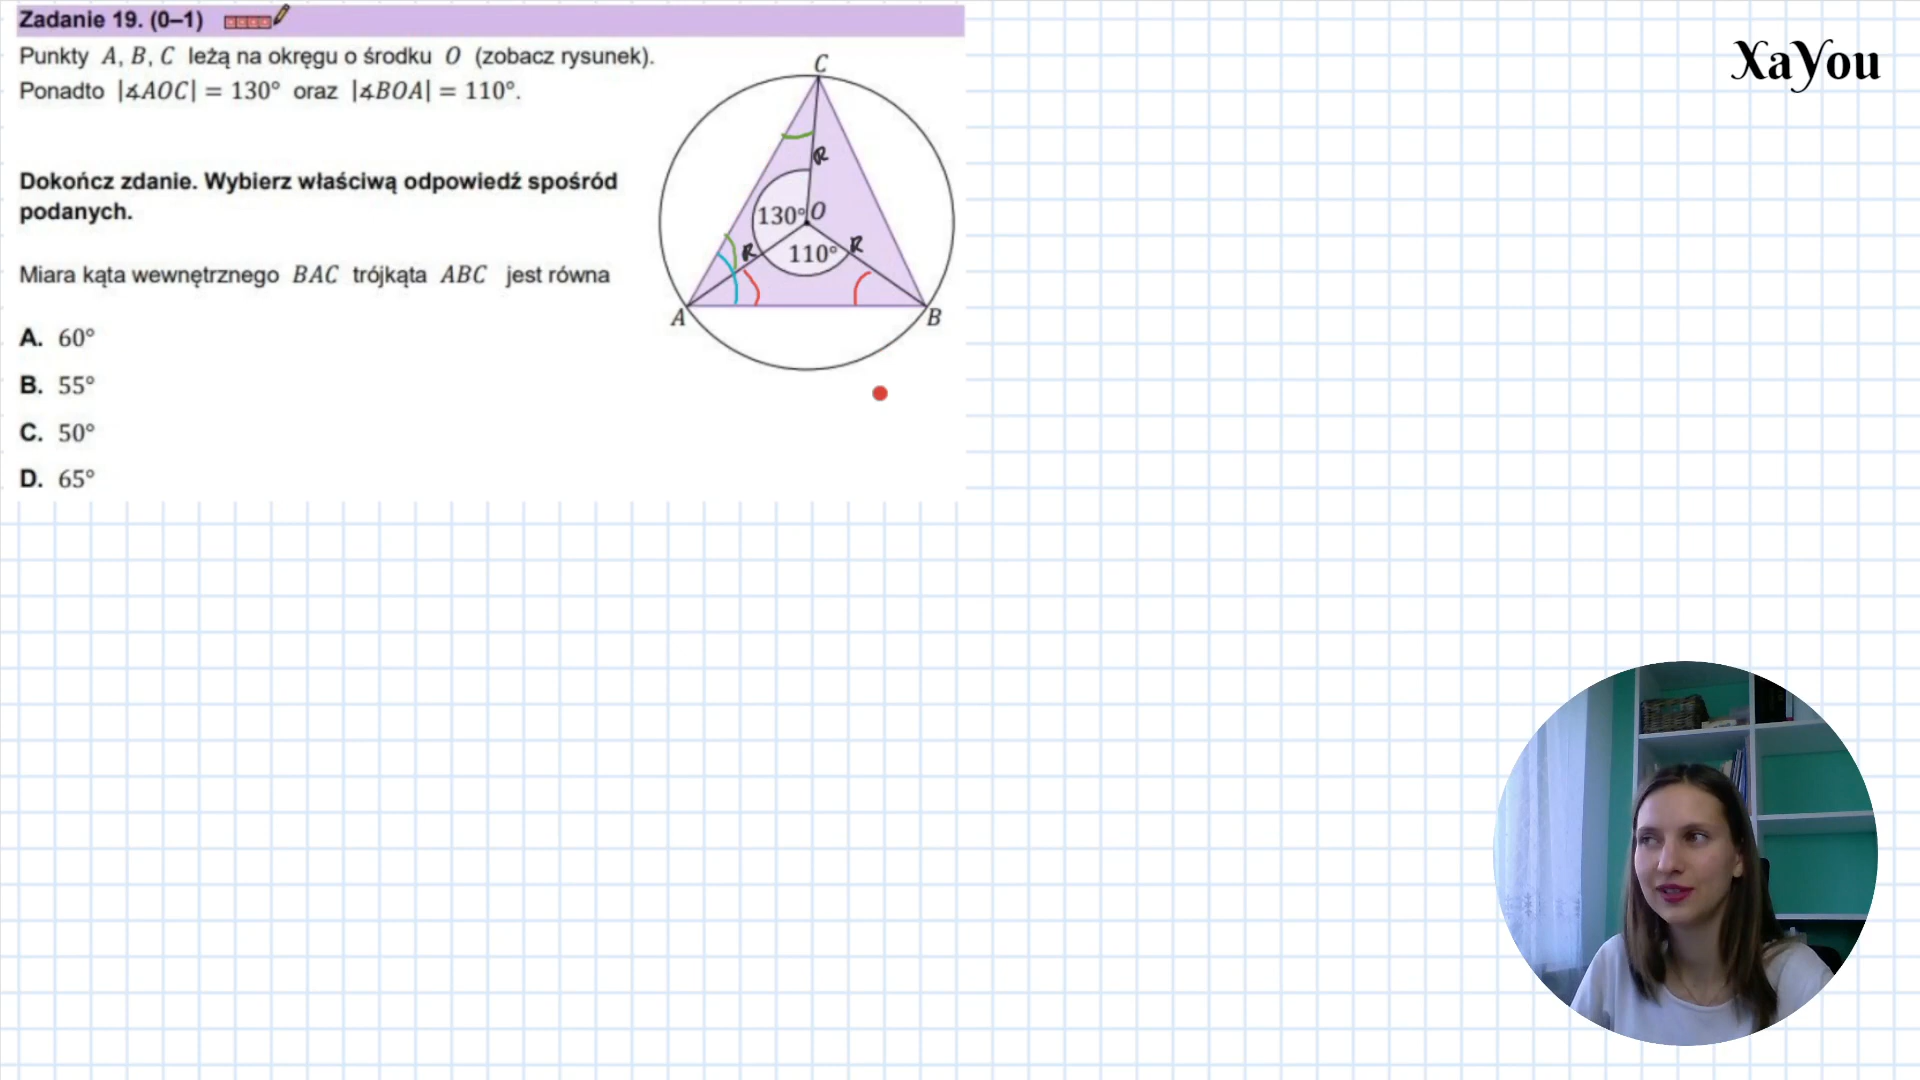 Zadanie 19. (0–1)
Punkty A, B, C leżą na okręgu o środku O (zobacz rysunek).
Ponadto |∡AOC| = 130° oraz |∡BOA| = 110°.
Dokończ zdanie. Wybierz właściwą odpowiedź spośród
podanych.
Miara kąta wewnętrznego BAC trójkąta ABC jest równa
A. 60°
B. 55°
C. 50°
D. 65°
C
R
130° O
R 110° R
A B
XaYou